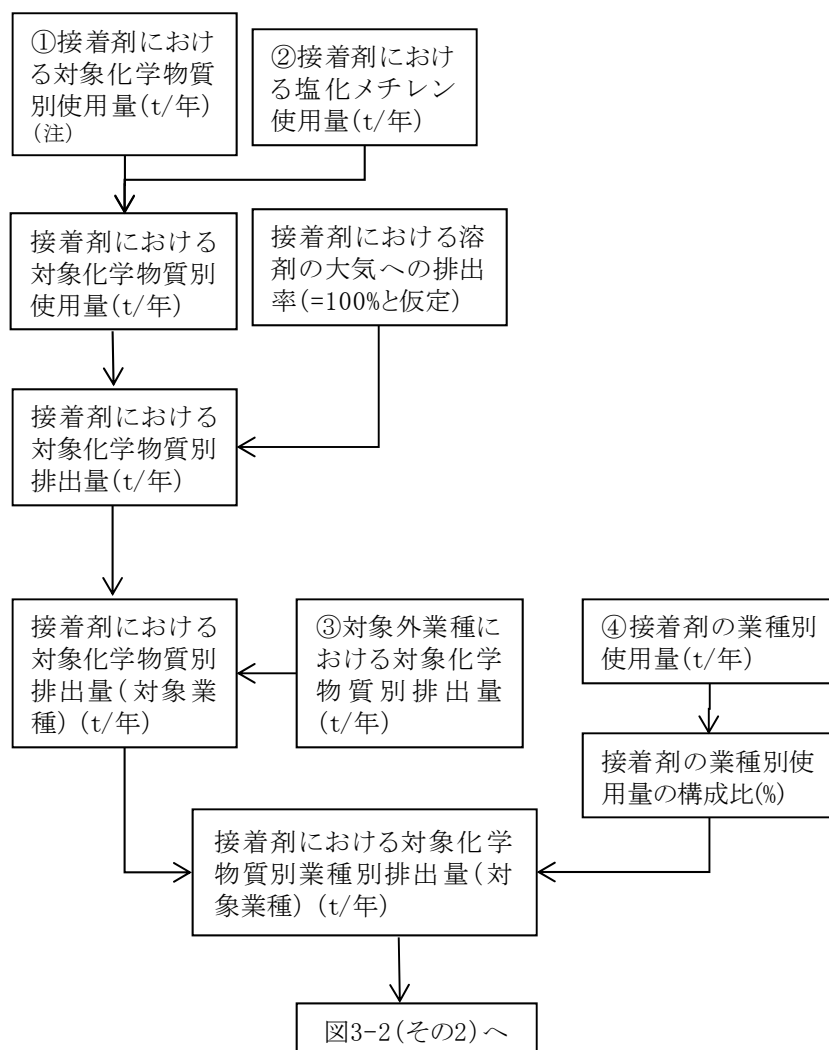 ①接着剤におけ
る対象化学物質
別使用量(t/年)
(注)
②接着剤におけ
る塩化メチレン
使用量(t/年)
接着剤における
対象化学物質別
使用量(t/年)
接着剤における溶
剤の大気への排出
率(=100%と仮定)
接着剤における
対象化学物質別
排出量(t/年)
接着剤における
対象化学物質別
排出量(対象業
種)(t/年)
③対象外業種に
おける対象化学
物質別排出量
(t/年)
④接着剤の業種別
使用量(t/年)
接着剤の業種別使
用量の構成比(%)
接着剤における対象化学
物質別業種別排出量(対
象業種)(t/年)
図3-2(その2)へ